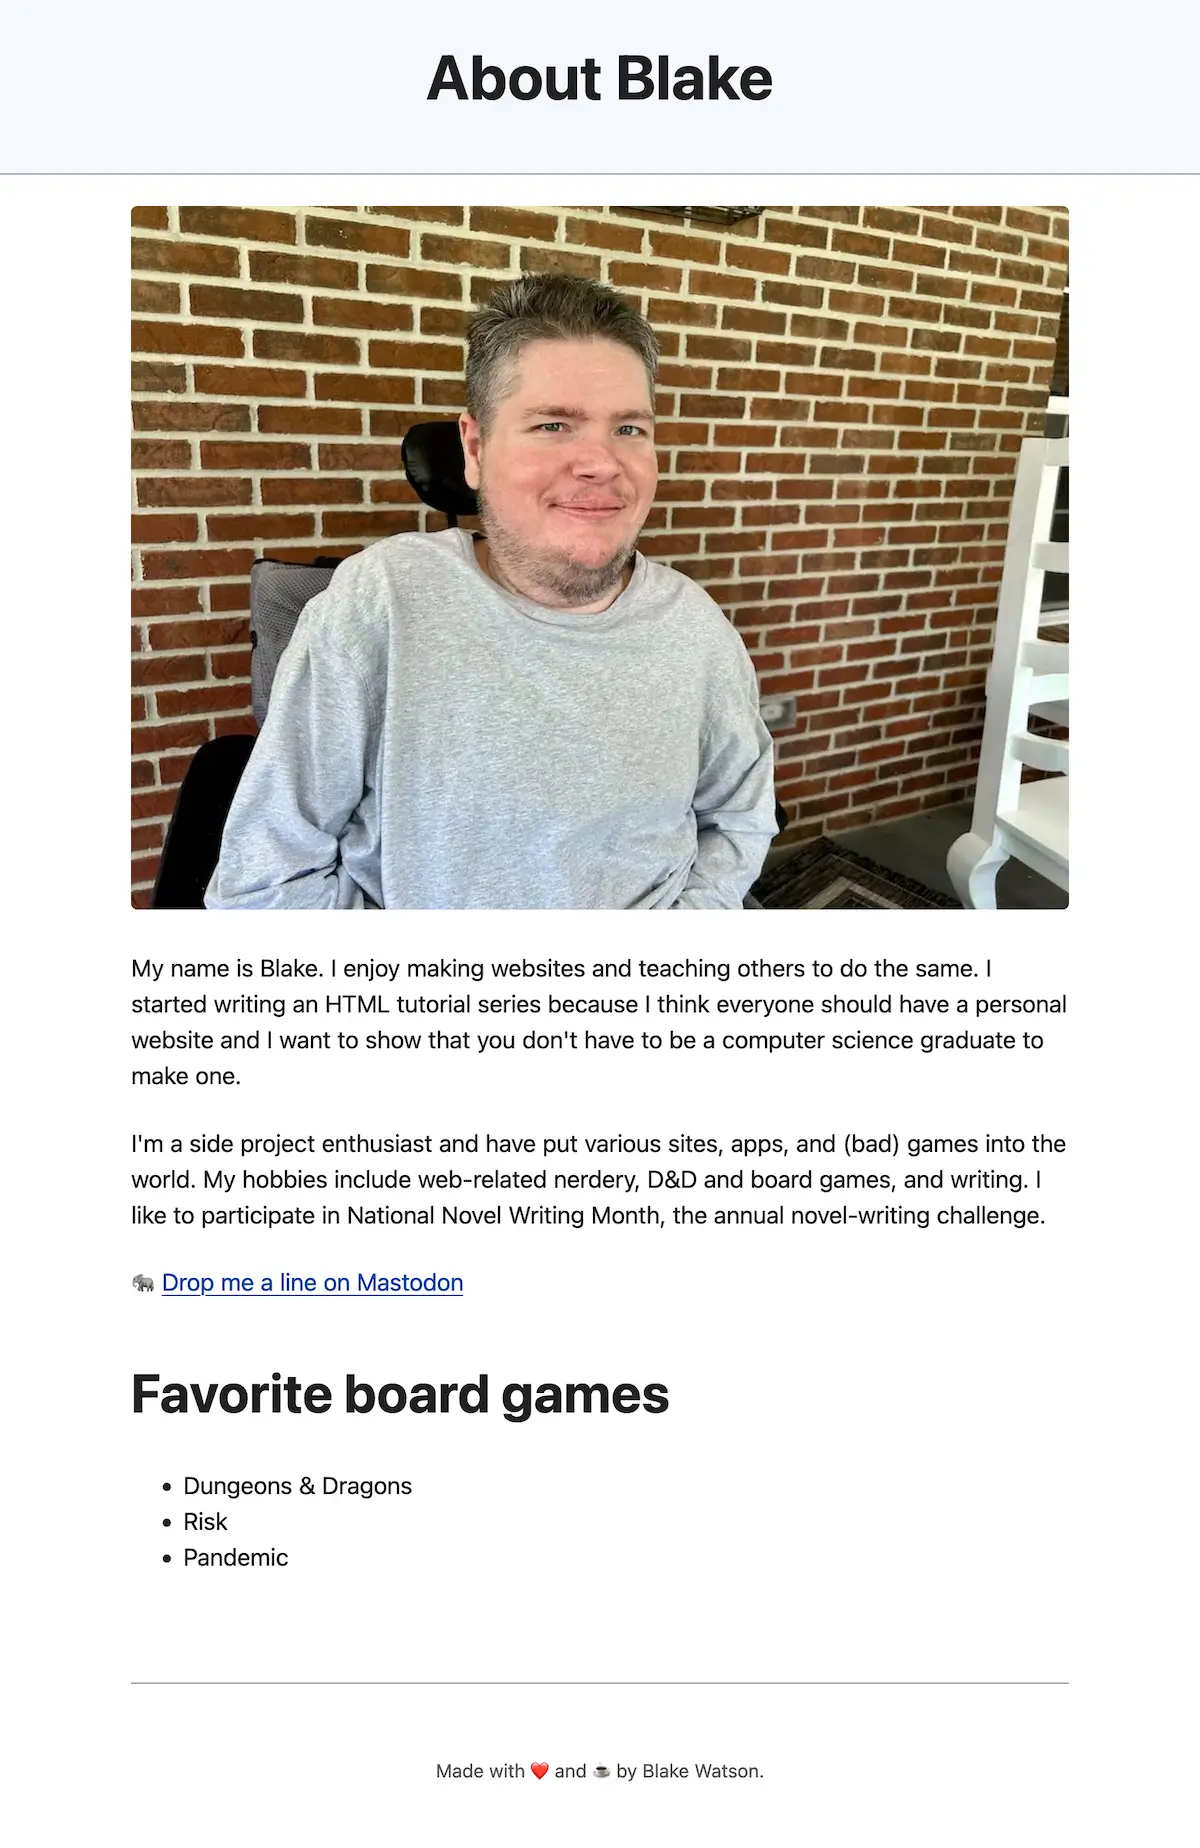 About Blake
My name is Blake. I enjoy making websites and teaching others to do the same. I
started writing an HTML tutorial series because I think everyone should have a personal
website and I want to show that you don't have to be a computer science graduate to
make one.
I'm a side project enthusiast and have put various sites, apps, and (bad) games into the
world. My hobbies include web-related nerdery, D&D and board games, and writing. I
like to participate in National Novel Writing Month, the annual novel-writing challenge.
🐘 Drop me a line on Mastodon
Favorite board games
• Dungeons & Dragons
• Risk
• Pandemic
Made with ❤️ and ☕ by Blake Watson.